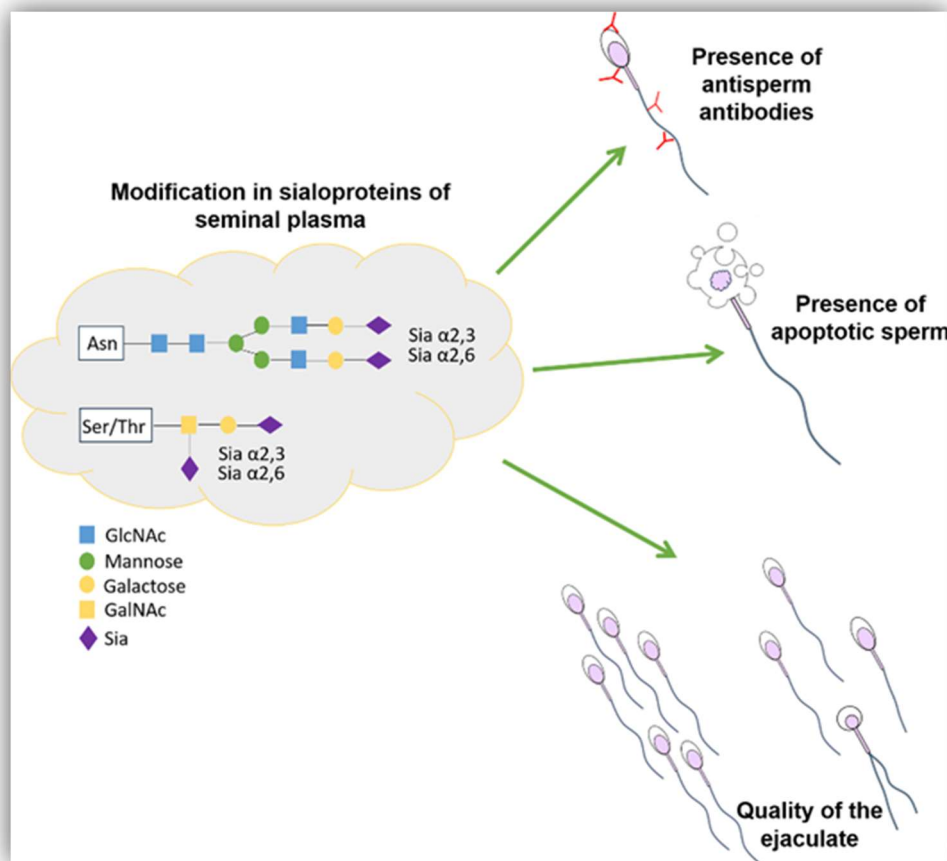 Presence of
antisperm
antibodies
Modification in sialoproteins of
seminal plasma
Asn
Sia α2,3
Sia α2,6
Ser/Thr
Sia α2,3
Sia α2,6
Presence of
apoptotic sperm
GlcNAc
Mannose
Galactose
GalNAc
Sia
Quality of the
ejaculate